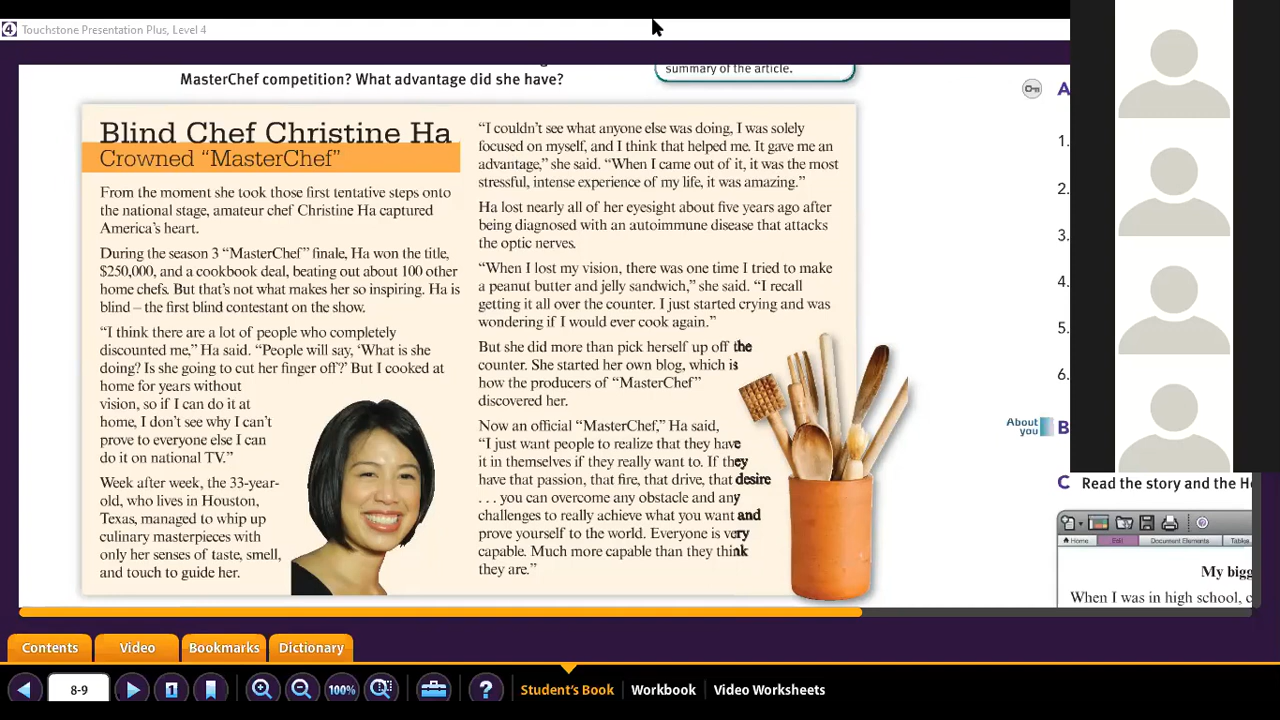 Touchstone Presentation Plus, Level 4
MasterChef competition? What advantage did she have?
summary of the article.
Blind Chef Christine Ha
Crowned “MasterChef”
From the moment she took those first tentative steps onto
the national stage, amateur chef Christine Ha captured
America’s heart.
During the season 3 “MasterChef” finale, Ha won the title,
$250,000, and a cookbook deal, beating out about 100 other
home chefs. But that’s not what makes her so inspiring. Ha is
blind – the first blind contestant on the show.
“I think there are a lot of people who completely
discounted me,” Ha said. “People will say, ‘What is she
doing? Is she going to cut her finger off?’ But I cooked at
home for years without
vision, so if I can do it at
home, I don’t see why I can’t
prove to everyone else I can
do it on national TV.”
Week after week, the 33-year-
old, who lives in Houston,
Texas, managed to whip up
culinary masterpieces with
only her senses of taste, smell,
and touch to guide her.
“I couldn’t see what anyone else was doing, I was solely
focused on myself, and I think that helped me. It gave me an
advantage,” she said. “When I came out of it, it was the most
stressful, intense experience of my life, it was amazing.”
Ha lost nearly all of her eyesight about five years ago after
being diagnosed with an autoimmune disease that attacks
the optic nerves.
“When I lost my vision, there was one time I tried to make
a peanut butter and jelly sandwich,” she said. “I recall
getting it all over the counter. I just started crying and was
wondering if I would ever cook again.”
But she did more than pick herself up off the
counter. She started her own blog, which is
how the producers of “MasterChef”
discovered her.
Now an official “MasterChef,” Ha said,
“I just want people to realize that they have
it in themselves if they really want to. If they
have that passion, that fire, that drive, that desire
. . . you can overcome any obstacle and any
challenges to really achieve what you want and
prove yourself to the world. Everyone is very
capable. Much more capable than they think
they are.”
A
1.
2.
3.
4.
5.
6.
About
you
B
C Read the story and the He
Home Edit Document Elements Tables
My bigg
When I was in high school, c
Contents Video Bookmarks Dictionary
8-9 1 100% ? Student’s Book Workbook Video Worksheets